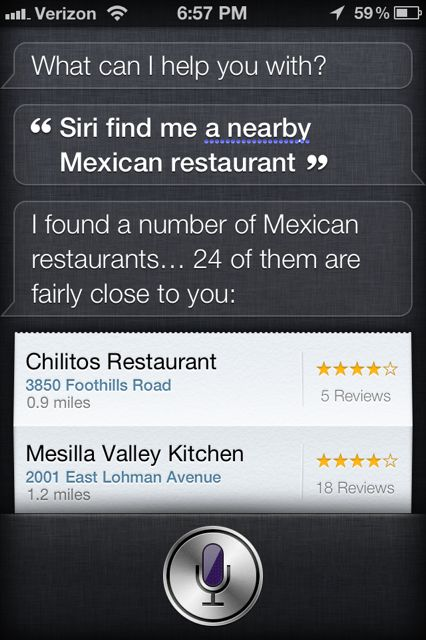 Verizon 6:57 PM 59%
What can I help you with?
“ Siri find me a nearby
Mexican restaurant ”
I found a number of Mexican
restaurants... 24 of them are
fairly close to you:
Chilitos Restaurant
3850 Foothills Road
0.9 miles
5 Reviews
Mesilla Valley Kitchen
2001 East Lohman Avenue
1.2 miles
18 Reviews